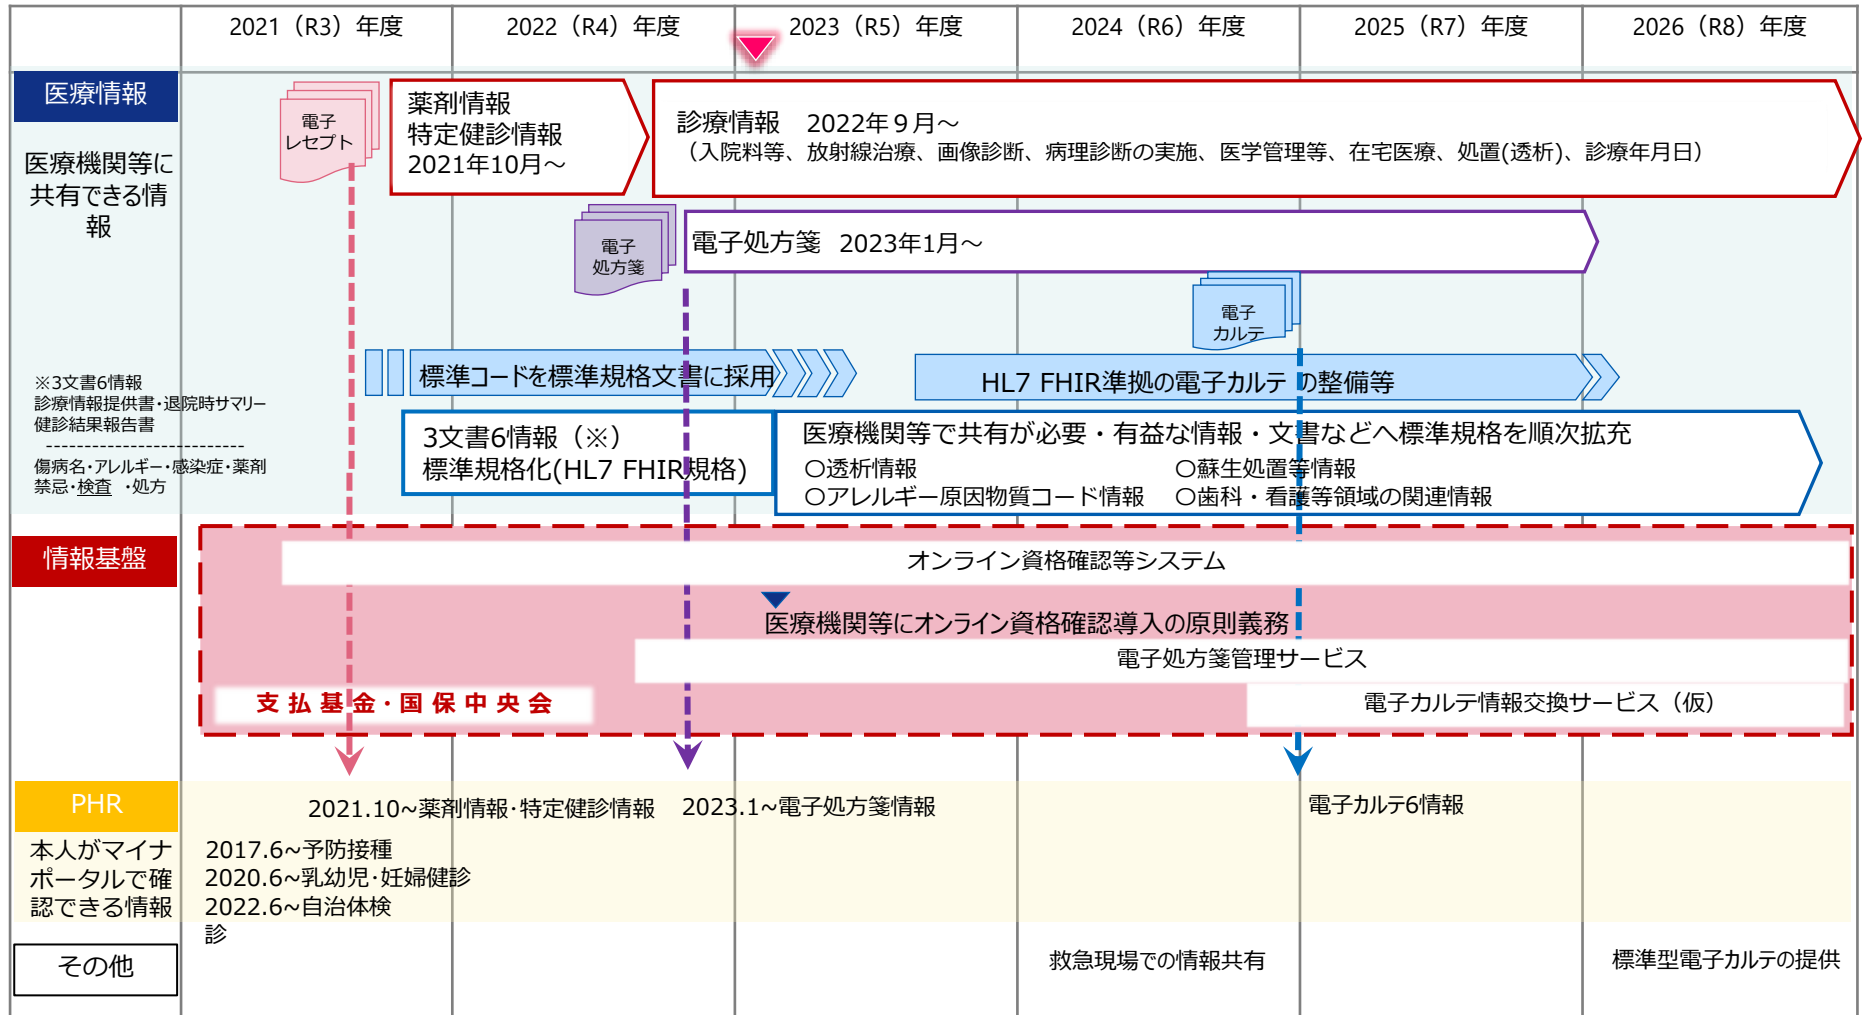 2021（R3）年度
2022（R4）年度
2023（R5）年度
2024（R6）年度
2025（R7）年度
2026（R8）年度
医療情報
医療機関等に
共有できる情
報
※3文書6情報
診療情報提供書・退院時サマリー
健診結果報告書
--------------------------
傷病名・アレルギー・感染症・薬剤
禁忌・検査　・処方
電子
レセプト
薬剤情報
特定健診情報
2021年10月～
診療情報　2022年９月～
（入院料等、放射線治療、画像診断、病理診断の実施、医学管理等、在宅医療、処置(透析)、診療年月日）
電子
処方箋
電子処方箋　2023年1月～
電子
カルテ
標準コードを標準規格文書に採用
HL7 FHIR準拠の電子カルテ の整備等
3文書6情報（※）
標準規格化(HL7 FHIR規格)
医療機関等で共有が必要・有益な情報・文書などへ標準規格を順次拡充
○透析情報
○蘇生処置等情報
○アレルギー原因物質コード情報
○歯科・看護等領域の関連情報
情報基盤
オンライン資格確認等システム
医療機関等にオンライン資格確認導入の原則義務
電子処方箋管理サービス
支払基金・国保中央会
電子カルテ情報交換サービス（仮）
PHR
本人がマイナ
ポータルで確
認できる情報
2021.10~薬剤情報・特定健診情報
2023.1~電子処方箋情報
電子カルテ6情報
2017.6~予防接種
2020.6~乳幼児・妊婦健診
2022.6~自治体検
診
その他
救急現場での情報共有
標準型電子カルテの提供